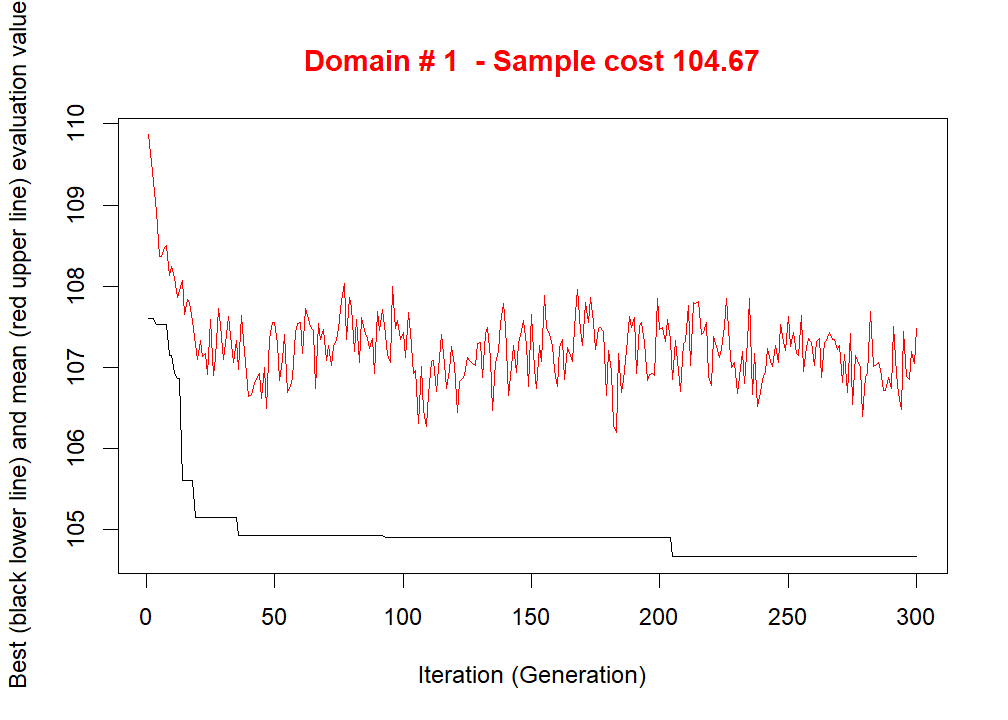 Domain # 1  - Sample cost 104.67
Best (black lower line) and mean (red upper line) evaluation value
110
109
108
107
106
105
0 50 100 150 200 250 300
Iteration (Generation)